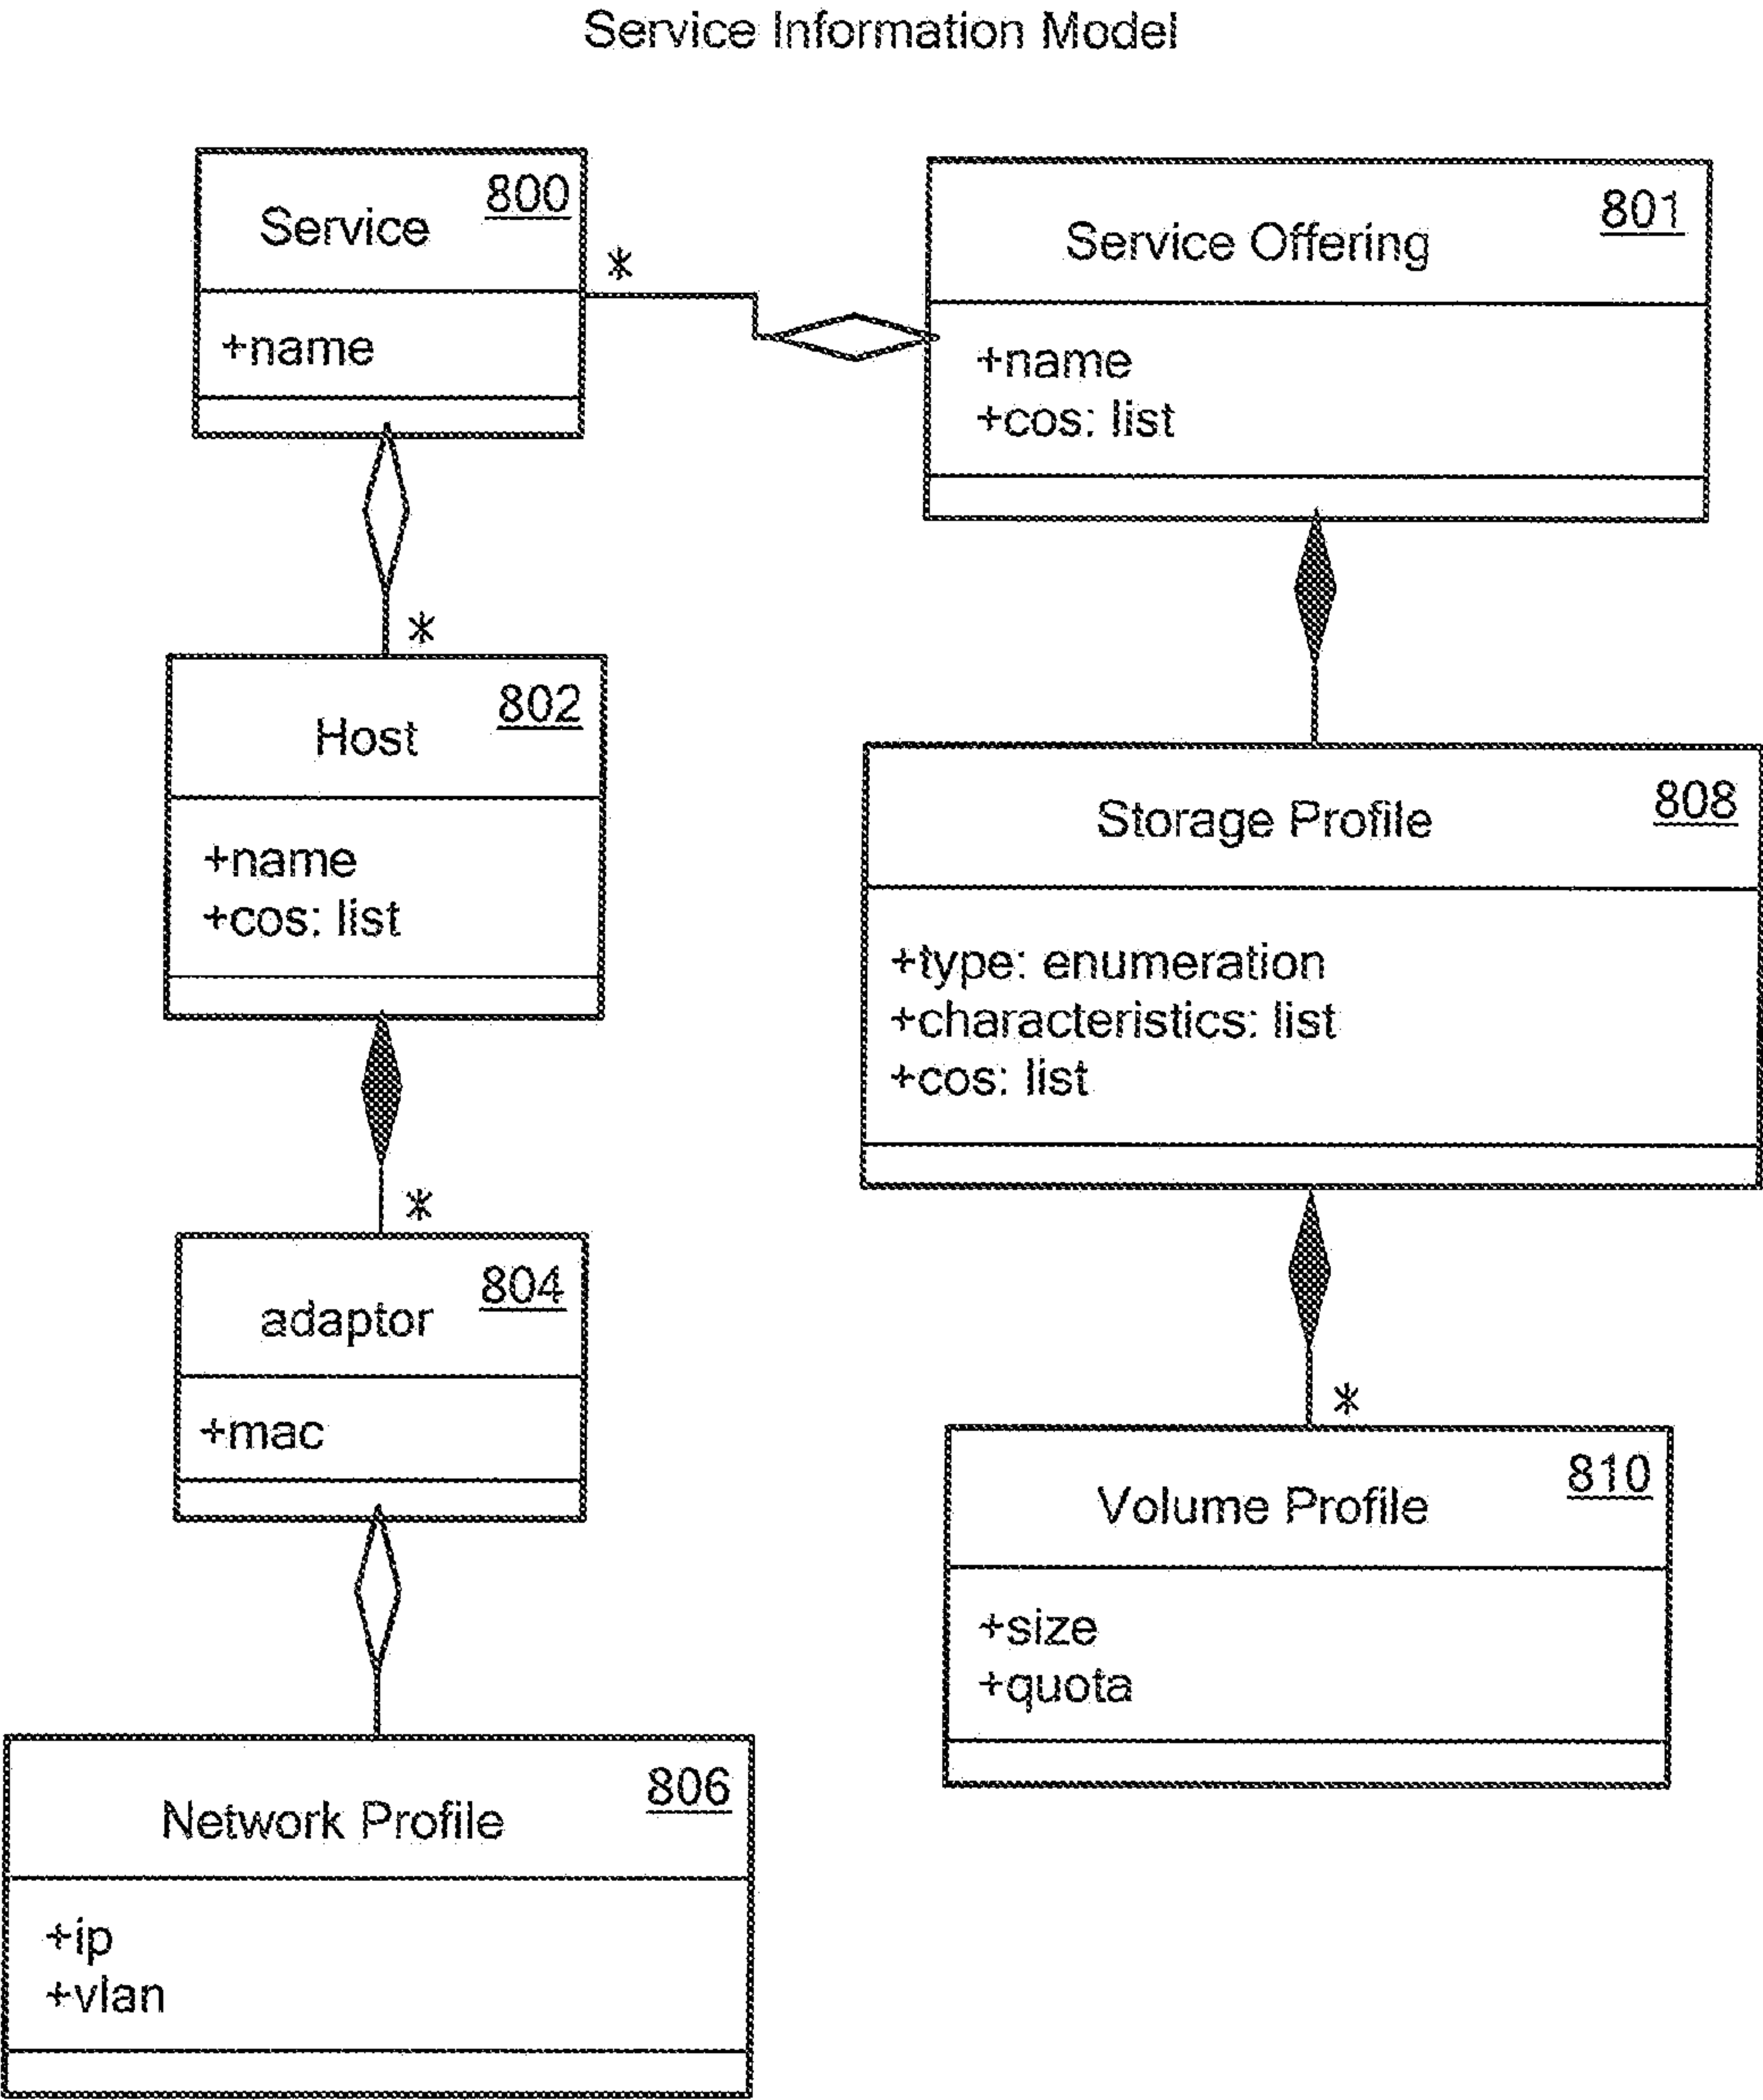 Service Information Model
800
Service
*
+name
801
Service Offering
+name
+cos: list
*
802
Host
+name
+cos: list
808
Storage Profile
+type: enumeration
+characteristics: list
+cos: list
*
804
adaptor
+mac
*
810
Volume Profile
+size
+quota
806
Network Profile
+ip
+vlan